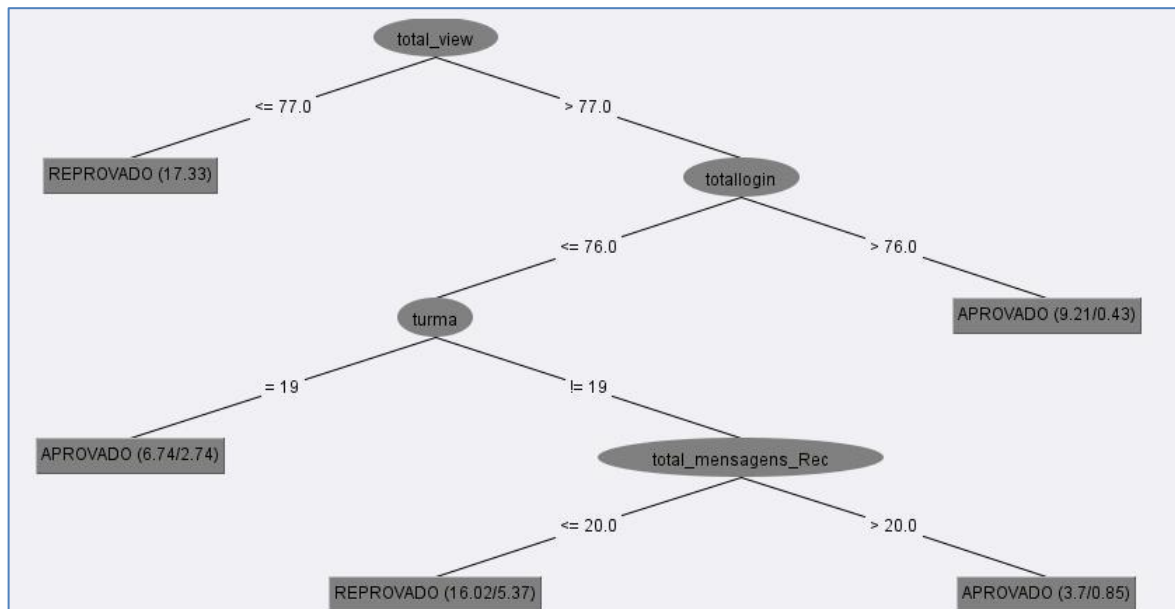 total_view
<= 77.0
> 77.0
REPROVADO (17.33)
totallogin
<= 76.0
> 76.0
turma
APROVADO (9.21/0.43)
= 19
!= 19
APROVADO (6.74/2.74)
total_mensagens_Rec
<= 20.0
> 20.0
REPROVADO (16.02/5.37)
APROVADO (3.7/0.85)